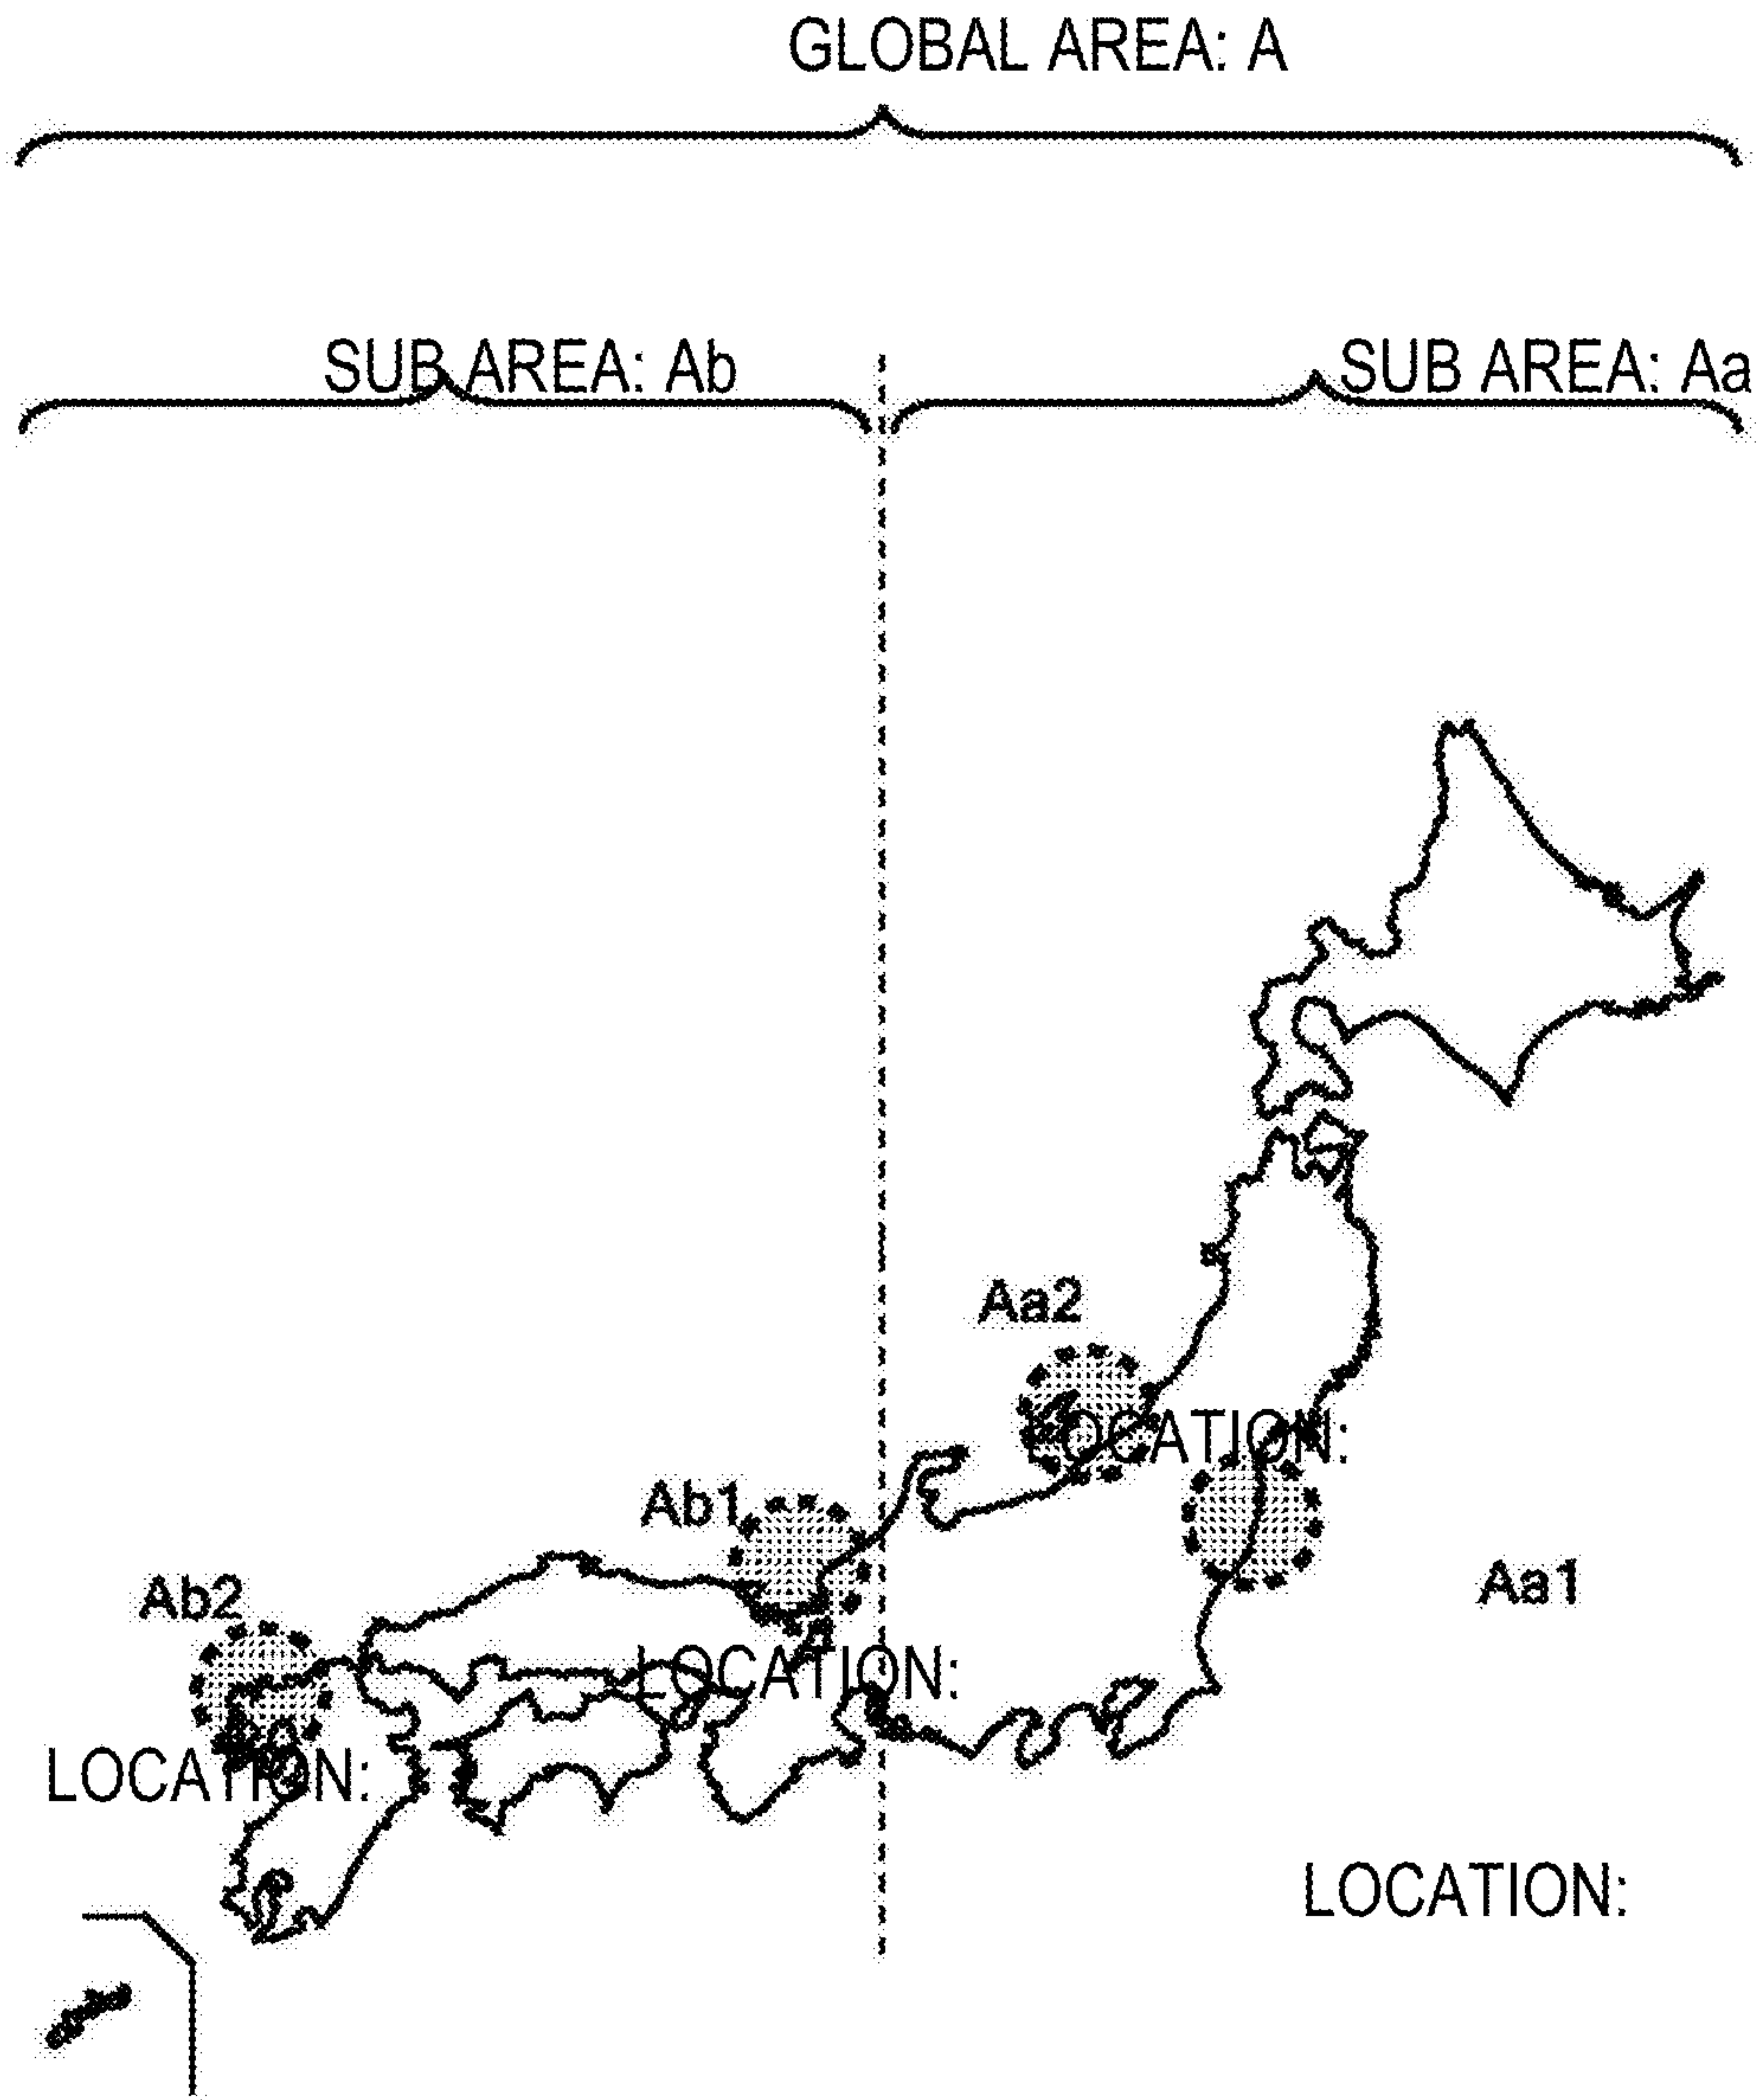 GLOBAL AREA: A
SUB AREA: Ab
SUB AREA: Aa
Aa2
LOCATION:
Ab1
Aa1
Ab2
LOCATION:
LOCATION:
LOCATION: